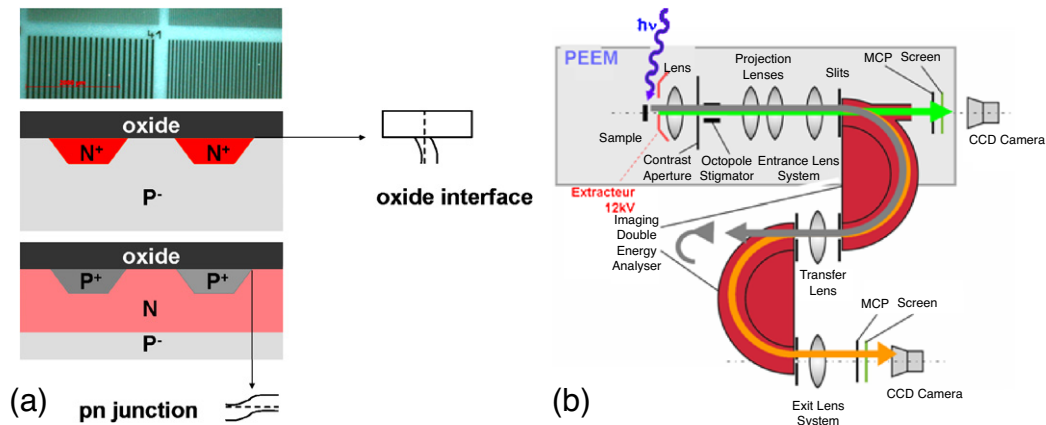 41
oxide
N+ N+
P-
oxide interface
oxide
P+ P+
N
P-
(a)
pn junction
ħν
PEEM
Lens
Projection
Lenses
Slits
MCP Screen
Sample
CCD Camera
Contrast
Aperture
Octopole
Stigmator
Entrance Lens
System
Extracteur
12kV
Imaging
Double
Energy
Analyser
Transfer
Lens
MCP Screen
CCD Camera
(b)
Exit Lens
System